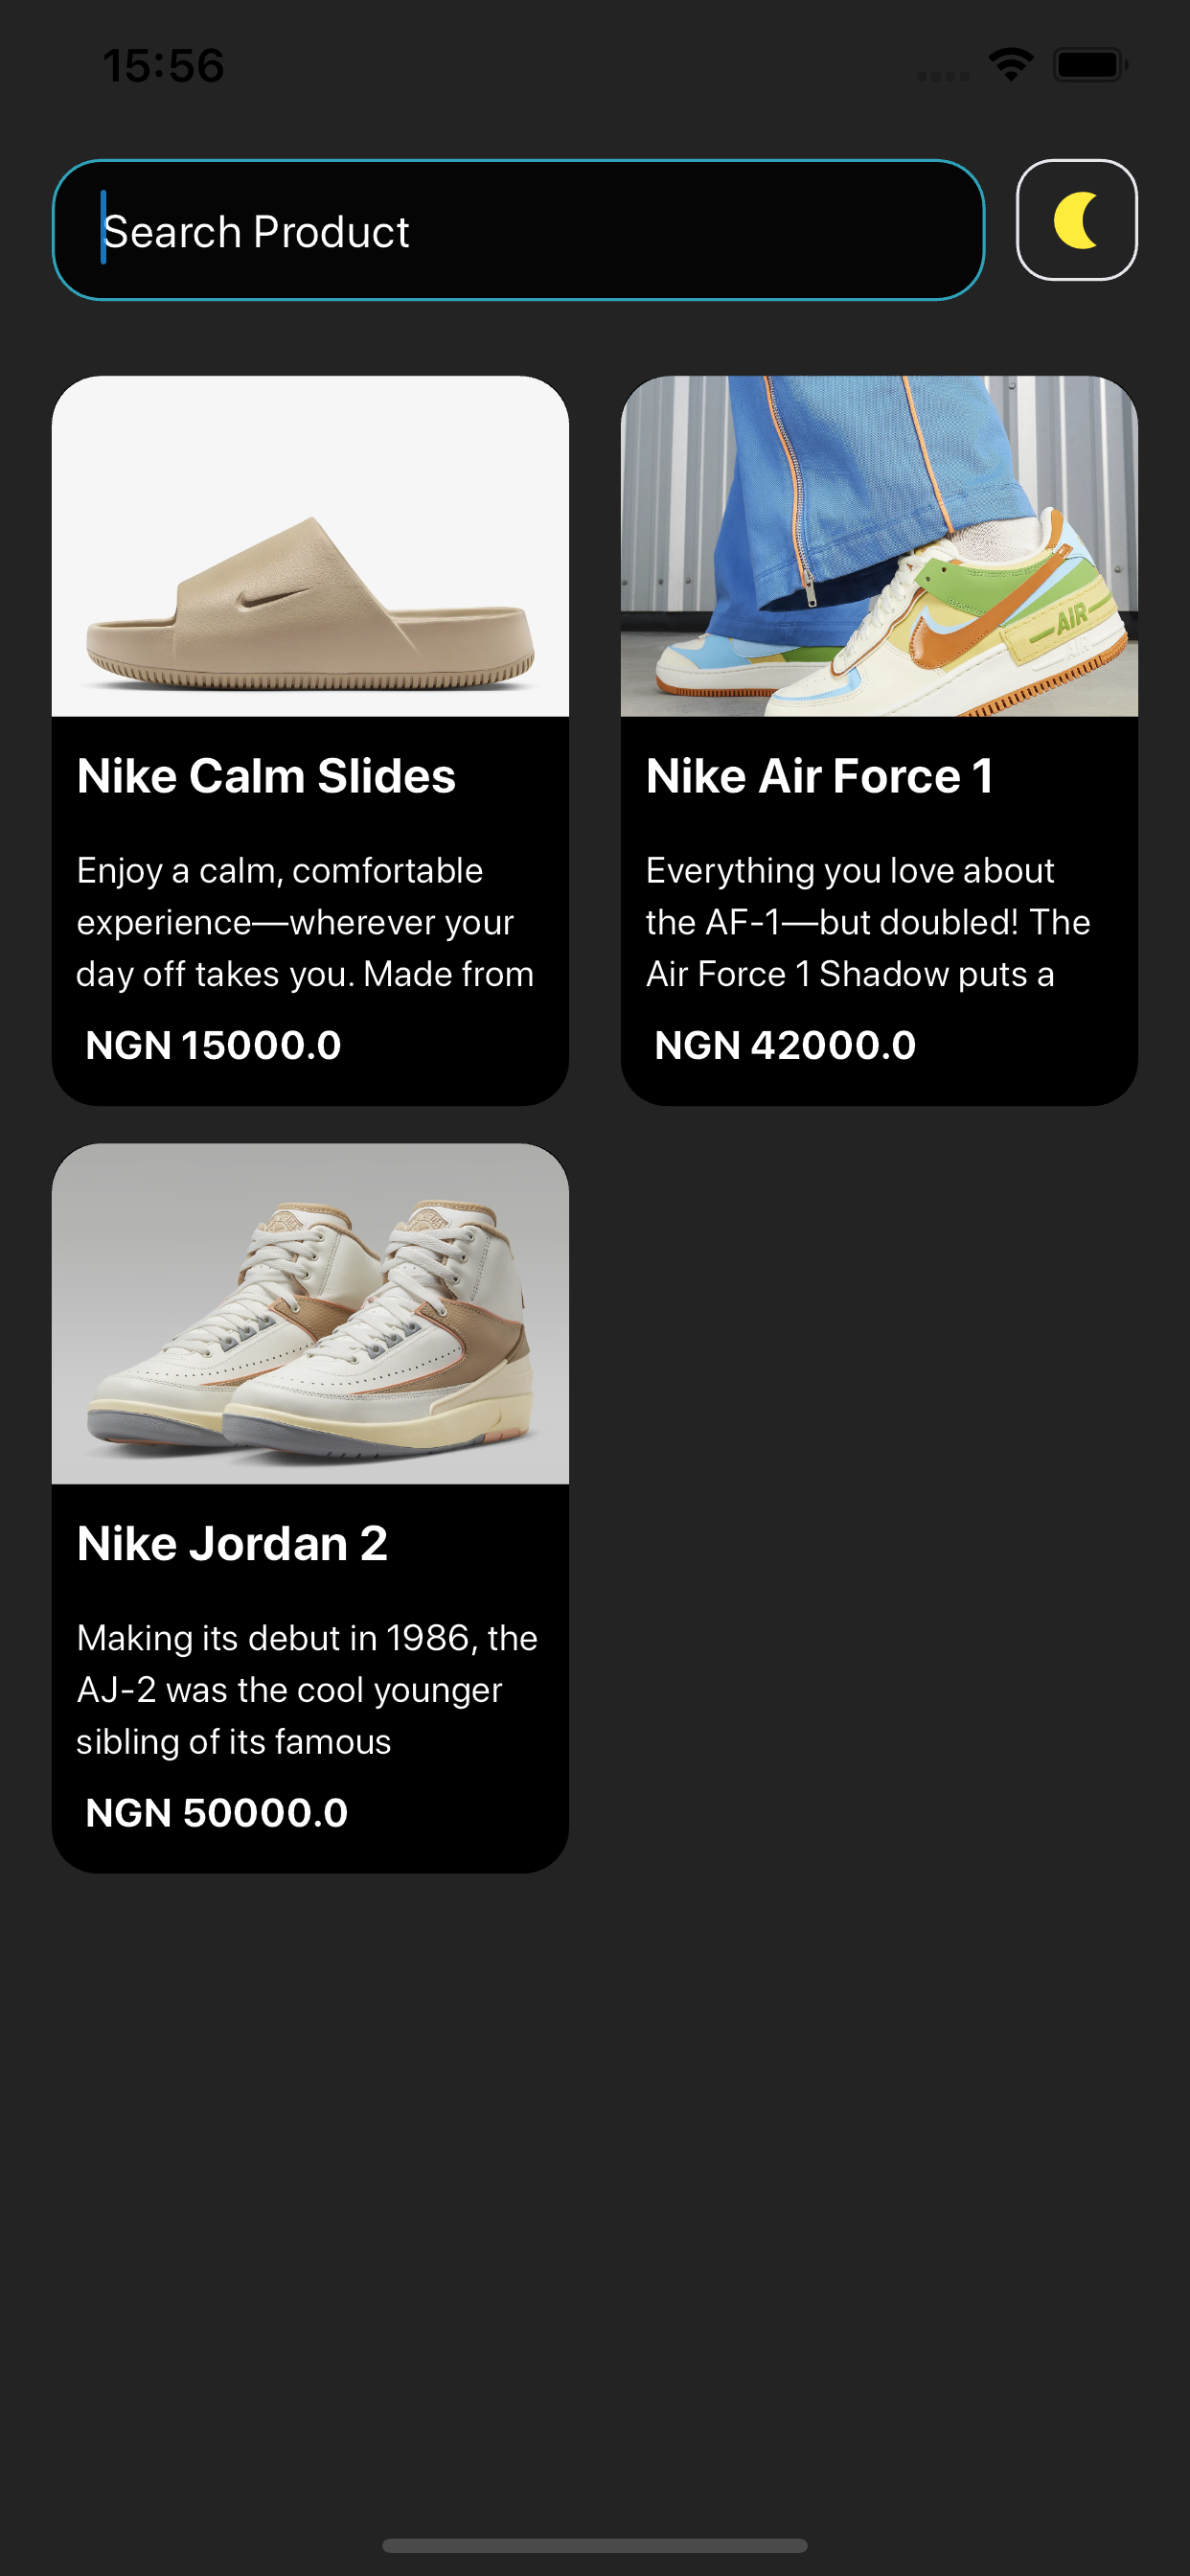 15:56
Search Product
Nike Calm Slides
Enjoy a calm, comfortable
experience—wherever your
day off takes you. Made from
NGN 15000.0
AIR
AIR
Nike Air Force 1
Everything you love about
the AF-1—but doubled! The
Air Force 1 Shadow puts a
NGN 42000.0
Nike Jordan 2
Making its debut in 1986, the
AJ-2 was the cool younger
sibling of its famous
NGN 50000.0